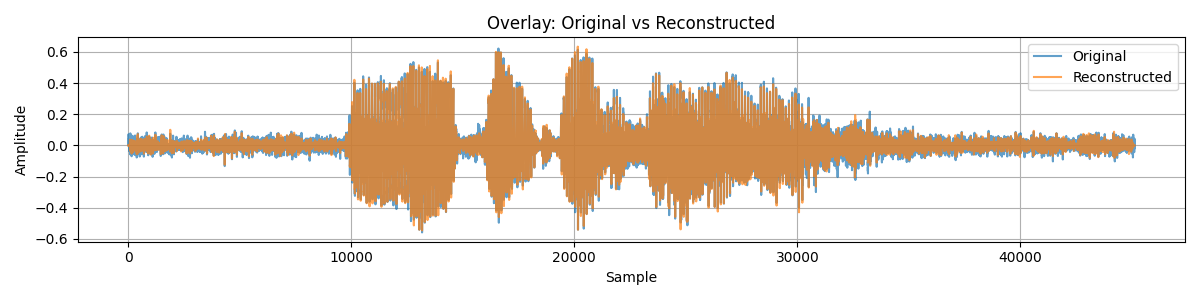 Overlay: Original vs Reconstructed
Original
Reconstructed
Amplitude
0.6
0.4
0.2
0.0
−0.2
−0.4
−0.6
0
10000
20000
30000
40000
Sample